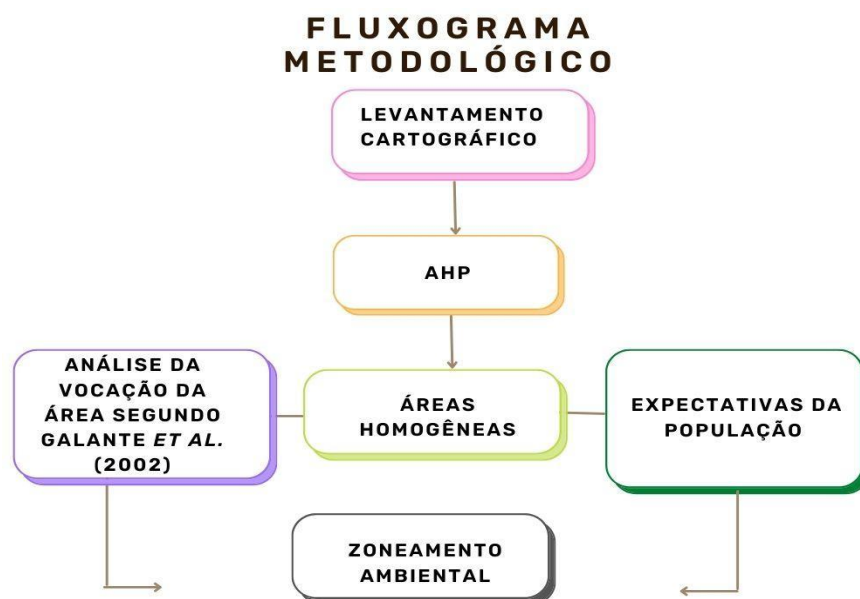 FLUXOGRAMA
METODOLÓGICO
LEVANTAMENTO
CARTOGRÁFICO
AHP
ANÁLISE DA
VOCAÇÃO DA
ÁREA SEGUNDO
GALANTE ET AL.
(2002)
ÁREAS
HOMOGÊNEAS
EXPECTATIVAS DA
POPULAÇÃO
ZONEAMENTO
AMBIENTAL